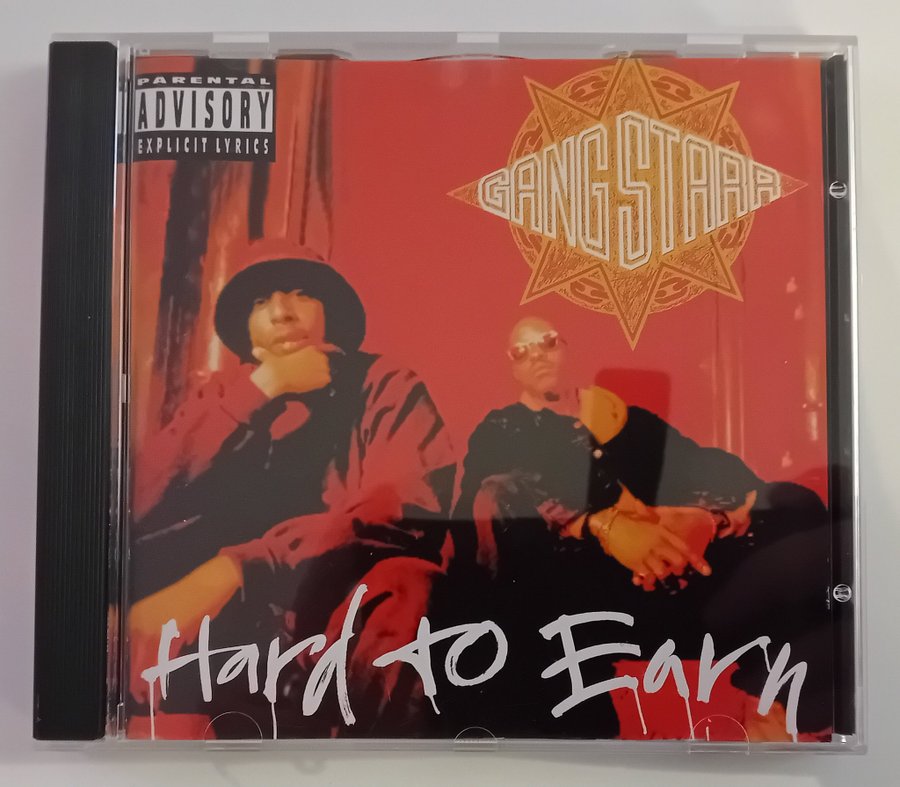 PARENTAL
ADVISORY
EXPLICIT LYRICS
GANG STARR
Hard to Earn